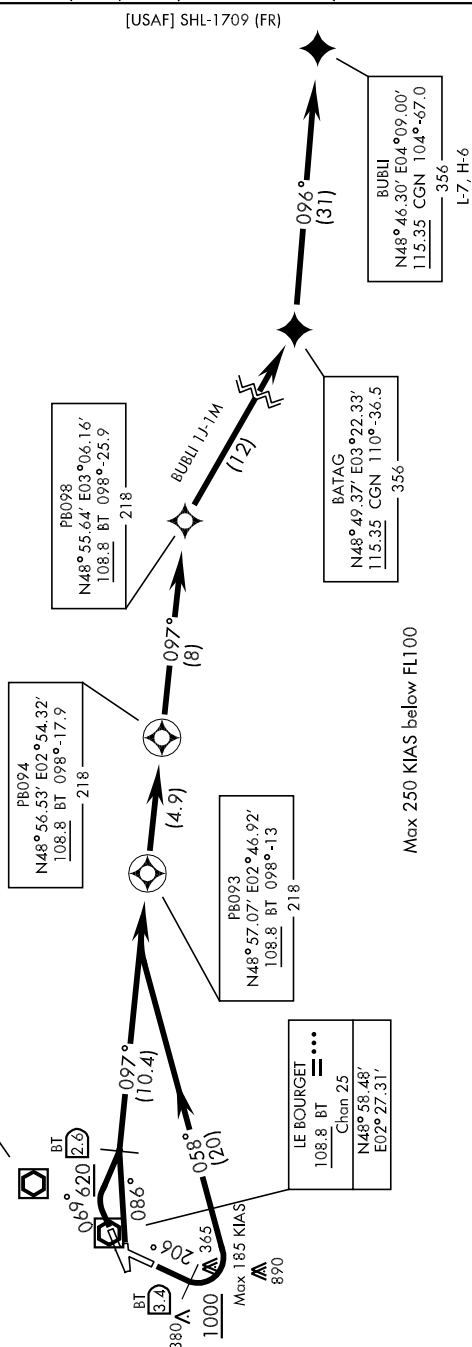 [USAF] SHL-1709 (FR)
BUBLI
N48°46.30' E04°09.00'
115.35 CGN 104°-67.0
356
L-7, H-6
096°
(31)
BATAG
N48°49.37' E03°22.33'
115.35 CGN 110°-36.5
356
BUBLI 1J-1M
(12)
PB098
N48°55.64' E03°06.16'
108.8 BT 098°-25.9
218
097°
(8)
PB094
N48°56.53' E02°54.32'
108.8 BT 098°-17.9
218
(4.9)
PB093
N48°57.07' E02°46.92'
108.8 BT 098°-13
218
Max 250 KIAS below FL100
097°
(10.4)
058°
(20)
LE BOURGET
108.8 BT
Chan 25
N48°58.48'
E02°27.31'
BT
2.6
069°
620
086°
206°
365
Max 185 KIAS
890
BT
3.4
380
1000